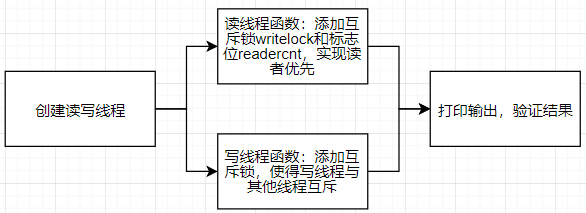 创建读写线程
读线程函数：添加互
斥锁writelock和标志
位readercnt，实现读
者优先
写线程函数：添加互
斥锁，使得写线程与
其他线程互斥
打印输出，验证结果